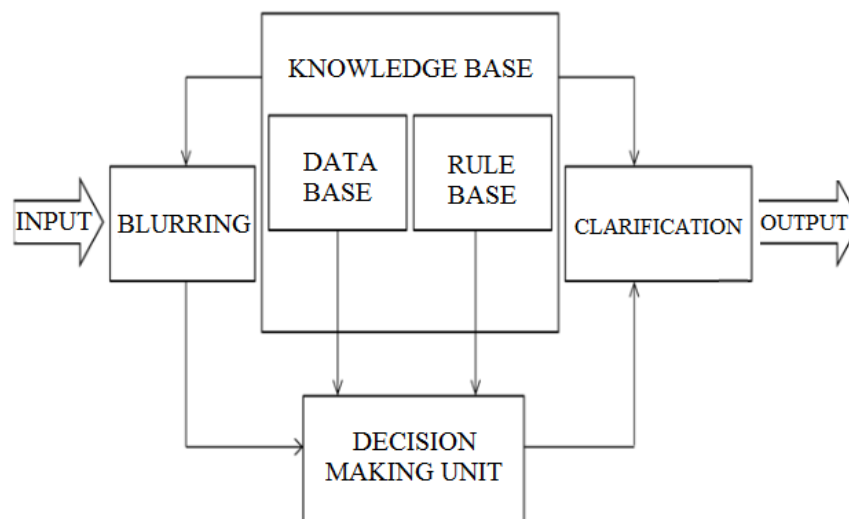 KNOWLEDGE BASE
DATA
BASE
RULE
BASE
INPUT
BLURRING
CLARIFICATION
OUTPUT
DECISION
MAKING UNIT